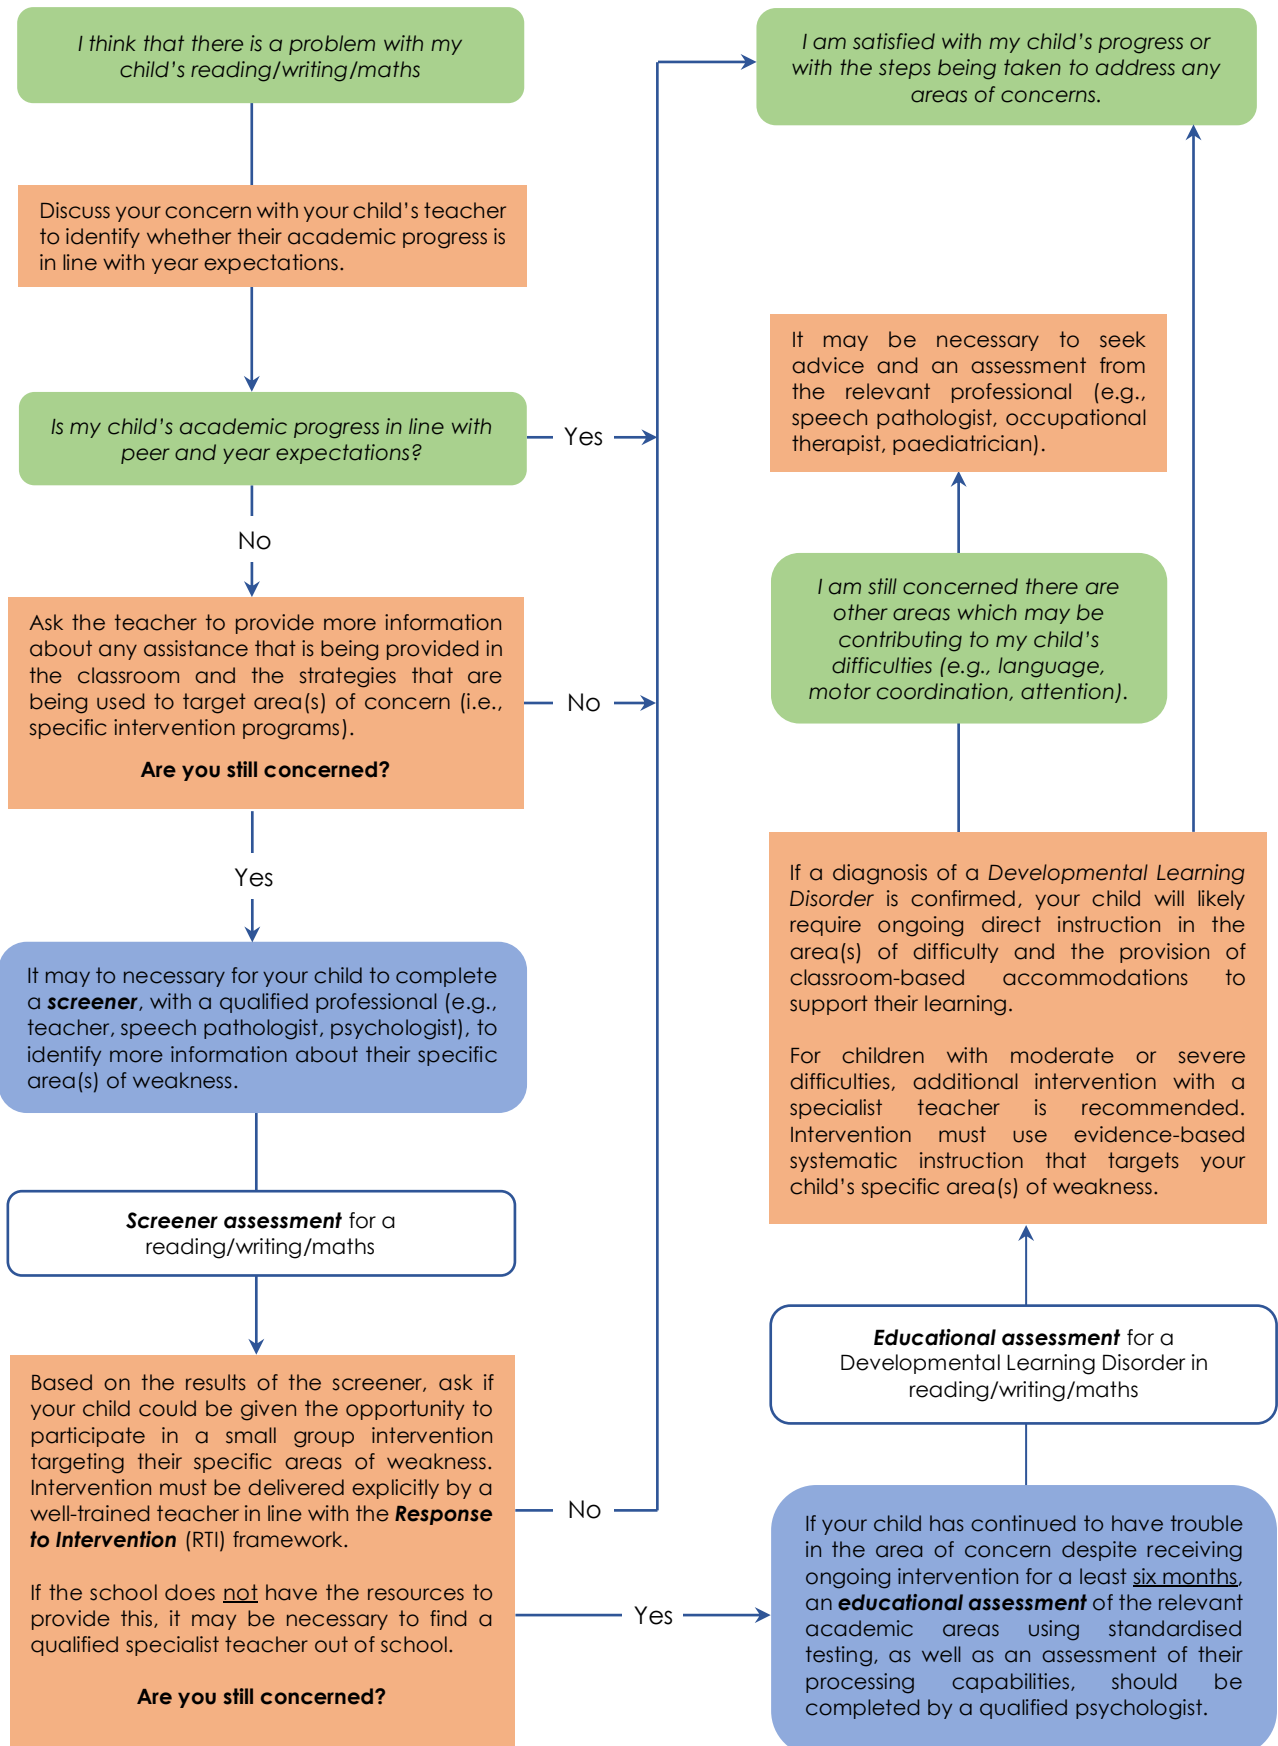 I think that there is a problem with my
child's reading/writing/maths
Discuss your concern with your child's teacher
to identify whether their academic progress is
in line with year expectations.
Is my child's academic progress in line with
peer and year expectations?
Yes
No
Ask the teacher to provide more information
about any assistance that is being provided in
the classroom and the strategies that are
being used to target area(s) of concern (i.e.,
specific intervention programs).
Are you still concerned?
No
Yes
It may to necessary for your child to complete
a screener, with a qualified professional (e.g.,
teacher, speech pathologist, psychologist), to
identify more information about their specific
area(s) of weakness.
Screener assessment for a
reading/writing/maths
Based on the results of the screener, ask if
your child could be given the opportunity to
participate in a small group intervention
targeting their specific areas of weakness.
Intervention must be delivered explicitly by a
well-trained teacher in line with the Response
to Intervention (RTI) framework.
If the school does not have the resources to
provide this, it may be necessary to find a
qualified specialist teacher out of school.
Are you still concerned?
No
Yes
If your child has continued to have trouble
in the area of concern despite receiving
ongoing intervention for a least six months,
an educational assessment of the relevant
academic areas using standardised
testing, as well as an assessment of their
processing capabilities, should be
completed by a qualified psychologist.
Educational assessment for a
Developmental Learning Disorder in
reading/writing/maths
If a diagnosis of a Developmental Learning
Disorder is confirmed, your child will likely
require ongoing direct instruction in the
area(s) of difficulty and the provision of
classroom-based accommodations to
support their learning.
For children with moderate or severe
difficulties, additional intervention with a
specialist teacher is recommended.
Intervention must use evidence-based
systematic instruction that targets your
child's specific area(s) of weakness.
I am still concerned there are
other areas which may be
contributing to my child's
difficulties (e.g., language,
motor coordination, attention).
It may be necessary to seek
advice and an assessment from
the relevant professional (e.g.,
speech pathologist, occupational
therapist, paediatrician).
I am satisfied with my child's progress or
with the steps being taken to address any
areas of concerns.